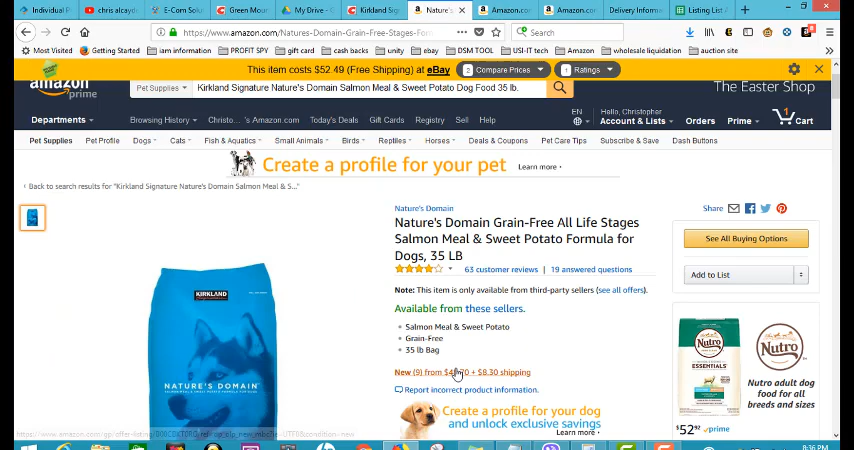 Individual P
chris alcayde
E-Com Solu
Green Mount
My Drive - G
Kirkland Sig
Nature's
Amazon.com
Amazon.com
Delivery Inform
Listing List A
https://www.amazon.com/Natures-Domain-Grain-Free-Stages-For
Search
Most Visited
Getting Started
iam information
PROFIT SPY
gift card
cash backs
unity
ebay
DSM TOOL
USI-IT tech
Amazon
wholesale liquidation
auction site
This item costs $52.49 (Free Shipping) at eBay
2 Compare Prices
Ratings
amazon
prime
Pet Supplies
Kirkland Signature Nature's Domain Salmon Meal & Sweet Potato Dog Food 35 lb.
The Easter Shop
Departments
Browsing History
Christo...'s Amazon.com
Today's Deals
Gift Cards
Registry
Sell
Help
EN
Hello, Christopher
Account & Lists
Orders
Prime
1
Cart
Pet Supplies
Pet Profile
Dogs
Cats
Fish & Aquatics
Small Animals
Birds
Reptiles
Horses
Deals & Coupons
Pet Care Tips
Subscribe & Save
Dash Buttons
Create a profile for your pet
Learn more ›
‹ Back to search results for "Kirkland Signature Nature's Domain Salmon Meal & S..."
Nature's Domain
Nature's Domain Grain-Free All Life Stages
Salmon Meal & Sweet Potato Formula for
Dogs, 35 LB
63 customer reviews | 19 answered questions
Note: This item is only available from third-party sellers (see all offers).
Available from these sellers.
• Salmon Meal & Sweet Potato
• Grain-Free
• 35 lb Bag
New (9) from + $8.30 shipping
Report incorrect product information.
Create a profile for your dog
and unlock exclusive savings
Learn more ›
KIRKLAND
NATURE'S DOMAIN
Share
See All Buying Options
Add to List
NUTRO
ESSENTIALS
NUTRO
Nutro adult dog
food for all
breeds and sizes
$52.92 prime
8:36 PM